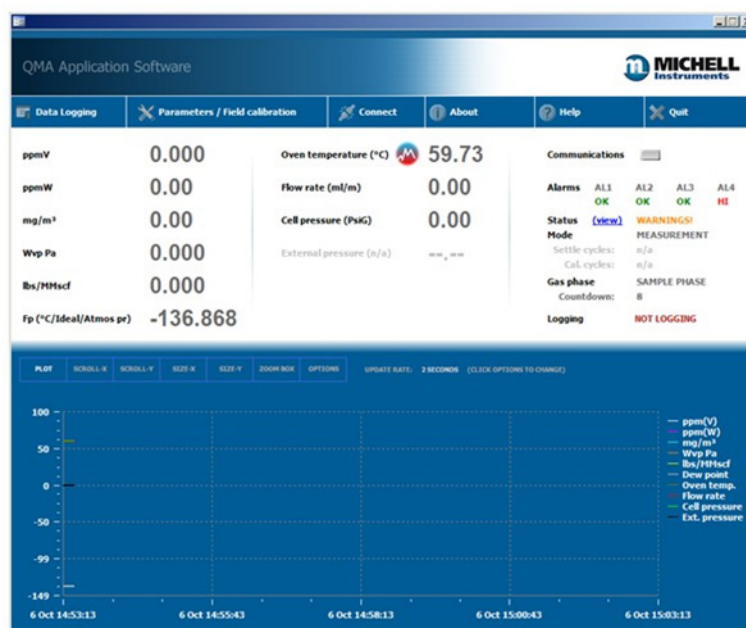 QMA Application Software
MICHELL
Instruments
Data Logging
Parameters / Field calibration
Connect
About
Help
Quit
ppmV 0.000
ppmW 0.00
mg/m³ 0.00
Wvp Pa 0.000
lbs/MMscf 0.000
Fp (°C/Ideal/Atmos pr) -136.868
Oven temperature (°C) 59.73
Flow rate (ml/m) 0.00
Cell pressure (PsiG) 0.00
External pressure (n/a) --.--
Communications
Alarms AL1 AL2 AL3 AL4
OK OK OK HI
Status (view) WARNINGS!
Mode MEASUREMENT
Settle cycles: n/a
Cal. cycles: n/a
Gas phase SAMPLE PHASE
Countdown: 8
Logging NOT LOGGING
PLOT SCROLL-X SCROLL-Y SIZE-X SIZE-Y ZOOM BOX OPTIONS UPDATE RATE: 2 SECONDS (CLICK OPTIONS TO CHANGE)
100
50
0
-50
-99
-149
6 Oct 14:53:13 6 Oct 14:55:43 6 Oct 14:58:13 6 Oct 15:00:43 6 Oct 15:03:13
ppm(V)
ppm(W)
mg/m³
Wvp Pa
lbs/MMscf
Dew point
Oven temp.
Flow rate
Cell pressure
Ext. pressure